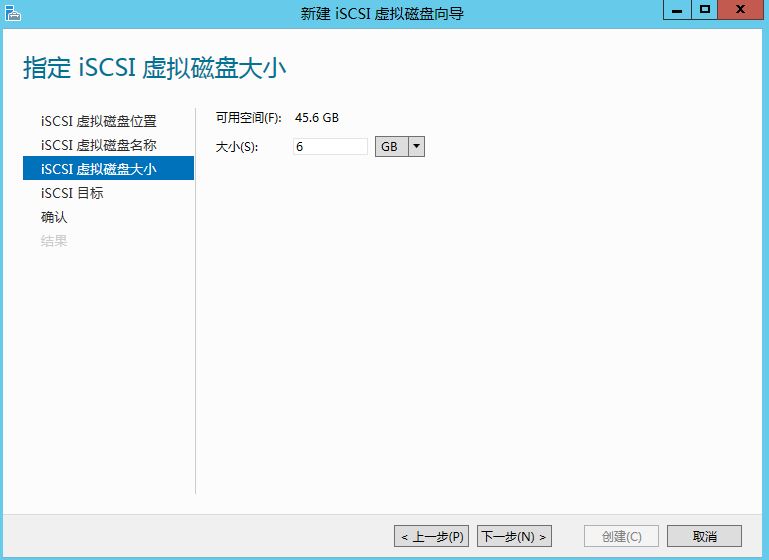 新建 iSCSI 虚拟磁盘向导
指定 iSCSI 虚拟磁盘大小
iSCSI 虚拟磁盘位置
iSCSI 虚拟磁盘名称
iSCSI 虚拟磁盘大小
iSCSI 目标
确认
结果
可用空间(F): 45.6 GB
大小(S): 6 GB
< 上一步(P) 下一步(N) > 创建(C) 取消